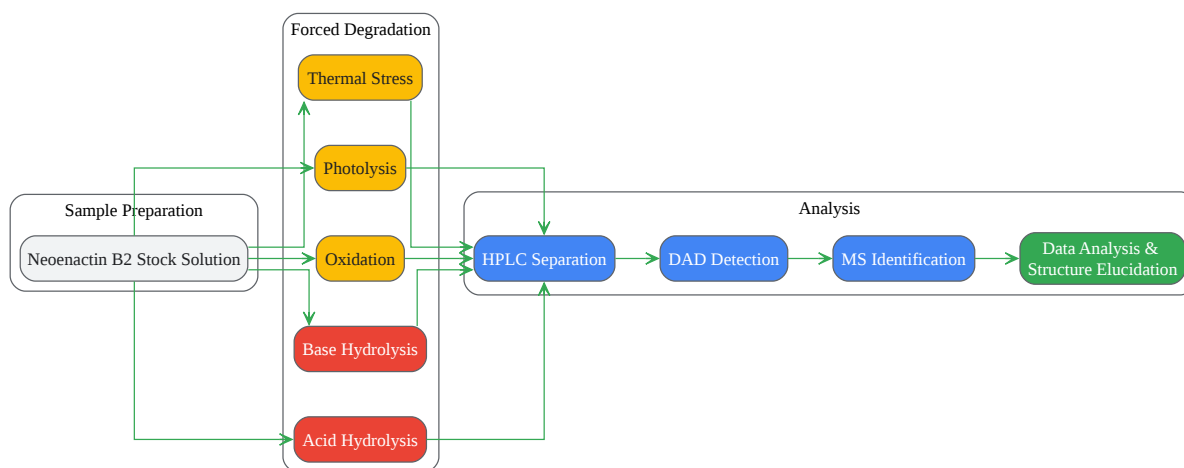 Forced Degradation
Thermal Stress
Photolysis
Sample Preparation
Neoenactin B2 Stock Solution
Oxidation
Base Hydrolysis
Acid Hydrolysis
Analysis
HPLC Separation
DAD Detection
MS Identification
Data Analysis &
Structure Elucidation